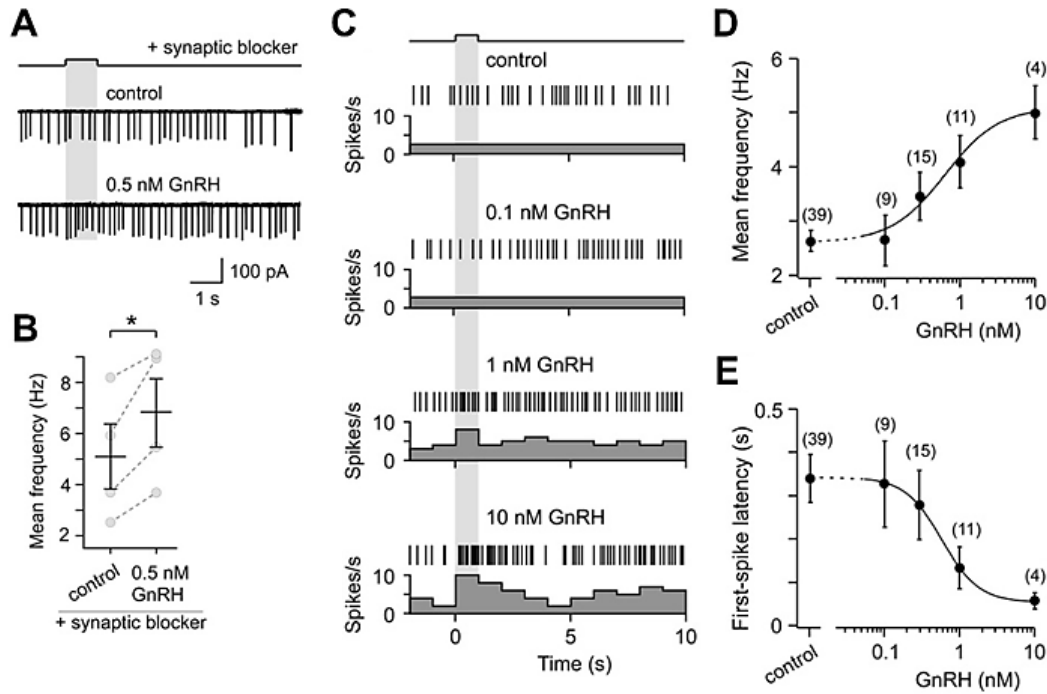 A
+ synaptic blocker
control
0.5 nM GnRH
100 pA
1 s
B
*
Mean frequency (Hz)
8
6
4
2
control
0.5 nM
GnRH
+ synaptic blocker
C
control
Spikes/s
10
0
0.1 nM GnRH
Spikes/s
10
0
1 nM GnRH
Spikes/s
10
0
10 nM GnRH
Spikes/s
10
0
0 5 10
Time (s)
D
Mean frequency (Hz)
6
4
2
(39)
(9)
(15)
(11)
(4)
control 0.1 1 10
GnRH (nM)
E
First-spike latency (s)
0.5
0
(39)
(9)
(15)
(11)
(4)
control 0.1 1 10
GnRH (nM)